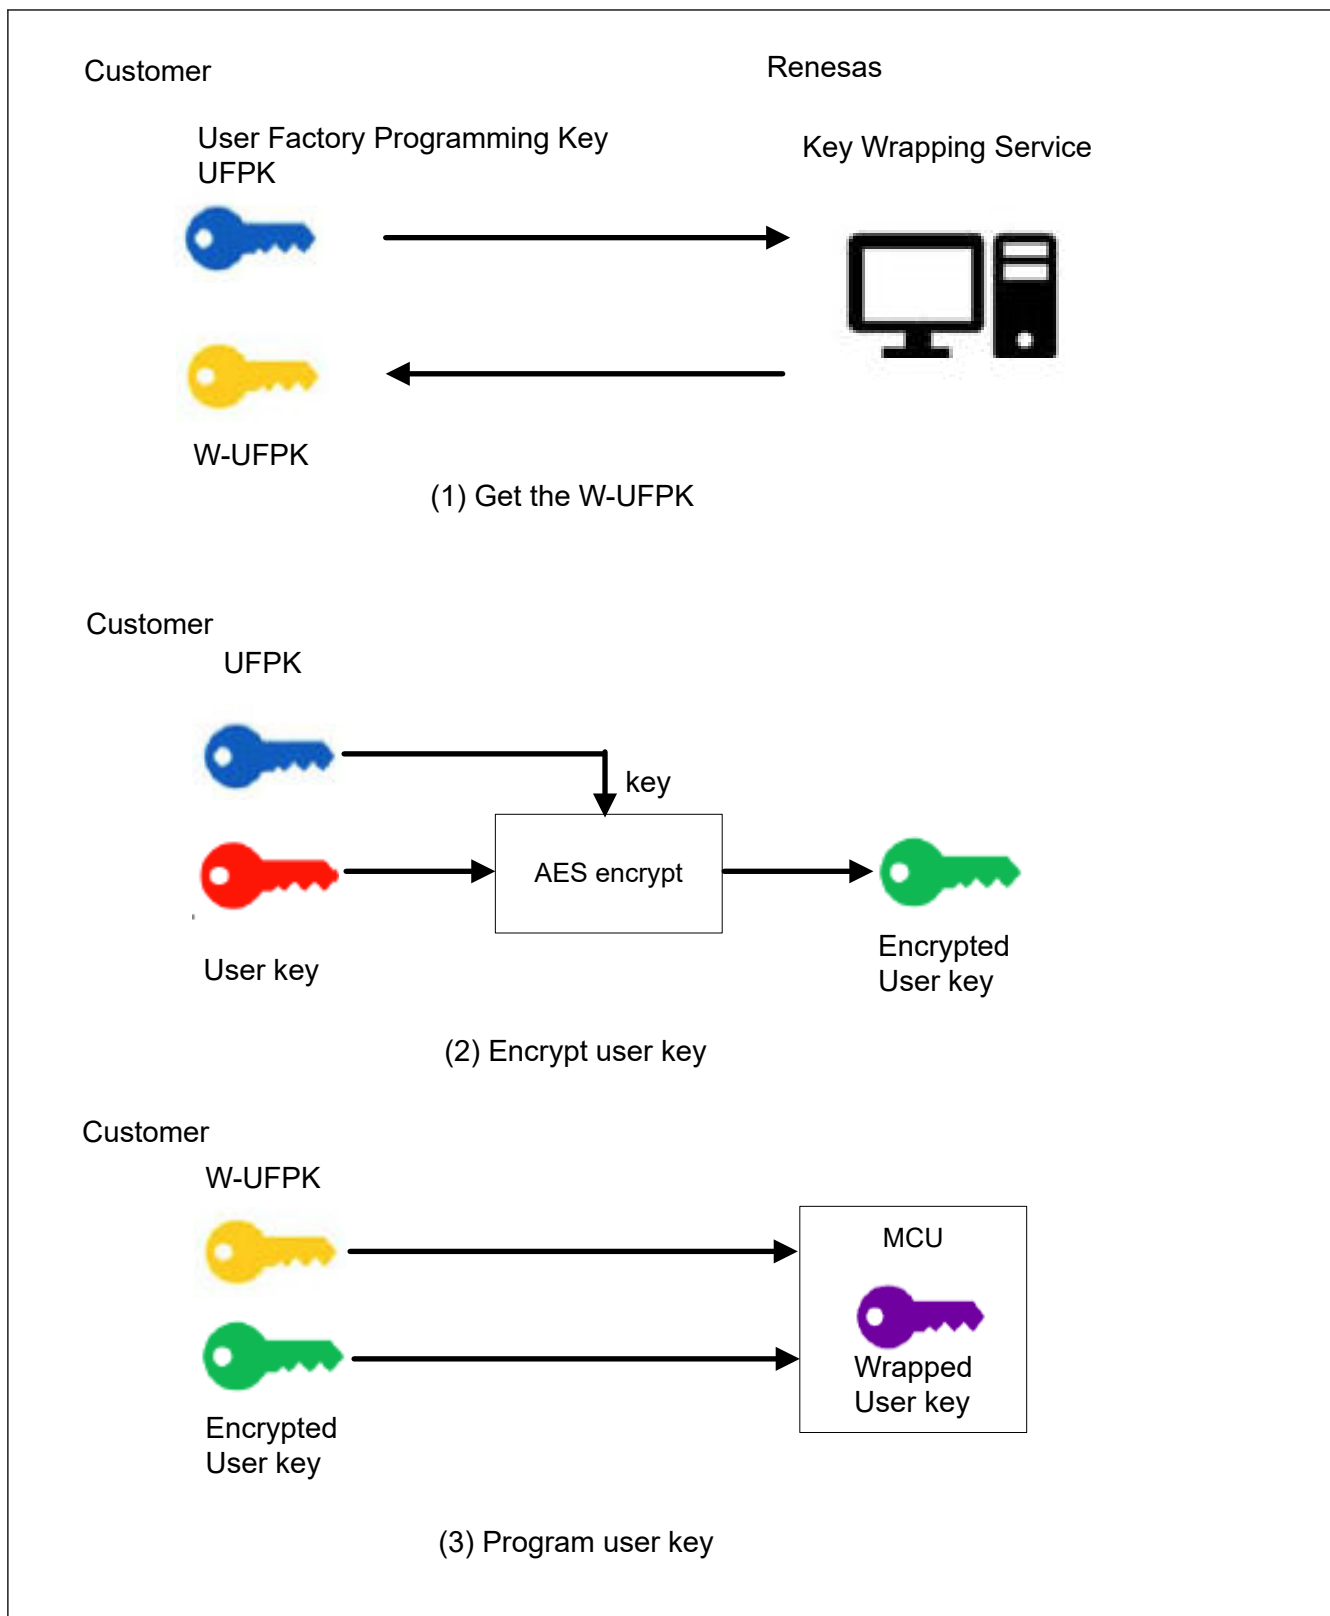 Customer
Renesas
User Factory Programming Key
UFPK
Key Wrapping Service
W-UFPK
(1) Get the W-UFPK
Customer
UFPK
key
AES encrypt
User key
Encrypted
User key
(2) Encrypt user key
Customer
W-UFPK
MCU
Wrapped
User key
Encrypted
User key
(3) Program user key